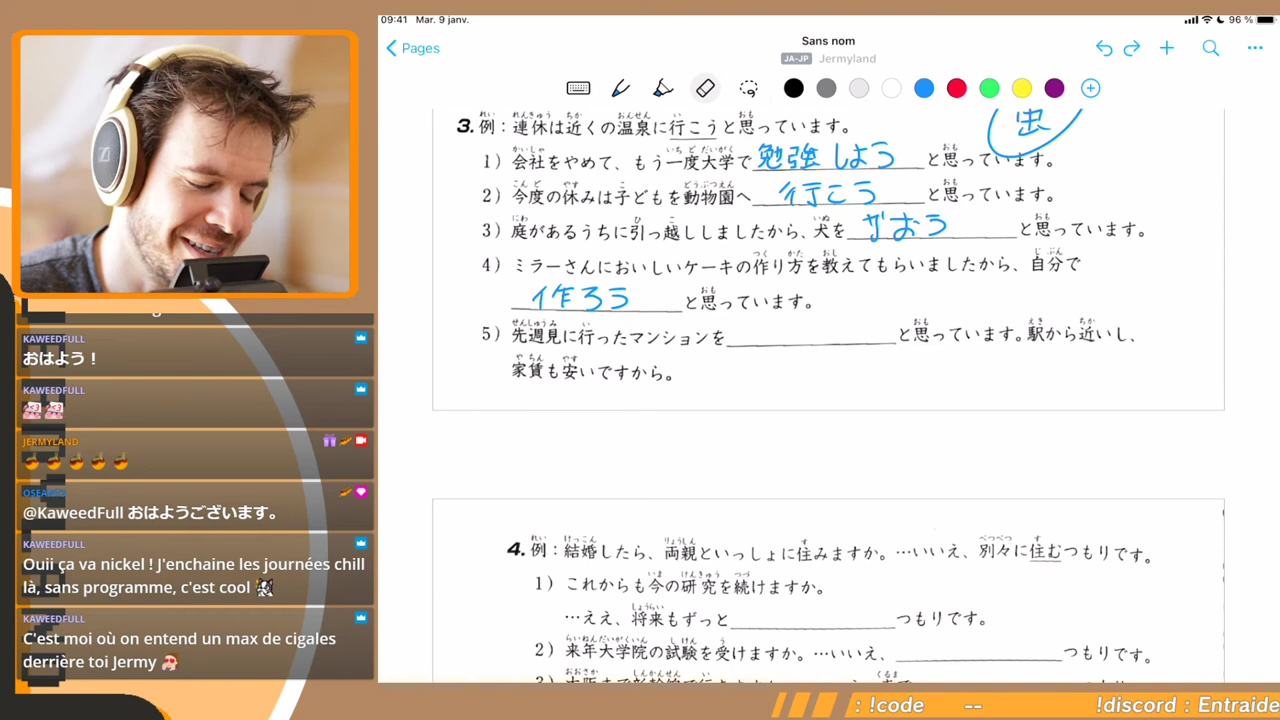 09:41 Mar. 9 janv.
96 %
Pages
Sans nom
JA-JP Jermyland
3. 例：連休は近くの温泉に行こうと思っています。
1）会社をやめて、もう一度大学で 勉強しよう と思っています。
2）今度の休みは子どもを動物園へ 行こう と思っています。
3）庭があるうちに引っ越ししましたから、犬を がおう と思っています。
4）ミラーさんにおいしいケーキの作り方を教えてもらいましたから、自分で
作ろう と思っています。
5）先週見に行ったマンションを と思っています。駅から近いし、
家賃も安いですから。
4. 例：結婚したら、両親といっしょに住みますか。…いいえ、別々に住むつもりです。
1）これからも今の研究を続けますか。
…ええ、将来もずっと つもりです。
2）来年大学院の試験を受けますか。…いいえ、 つもりです。
KAWEEDFULL
おはよう！
KAWEEDFULL
JERMYLAND
@KaweedFull おはようございます。
KAWEEDFULL
Ouii ça va nickel ! J'enchaine les journées chill
là, sans programme, c'est cool
KAWEEDFULL
C'est moi où on entend un max de cigales
derrière toi Jermy
: !code -- !discord : Entraide